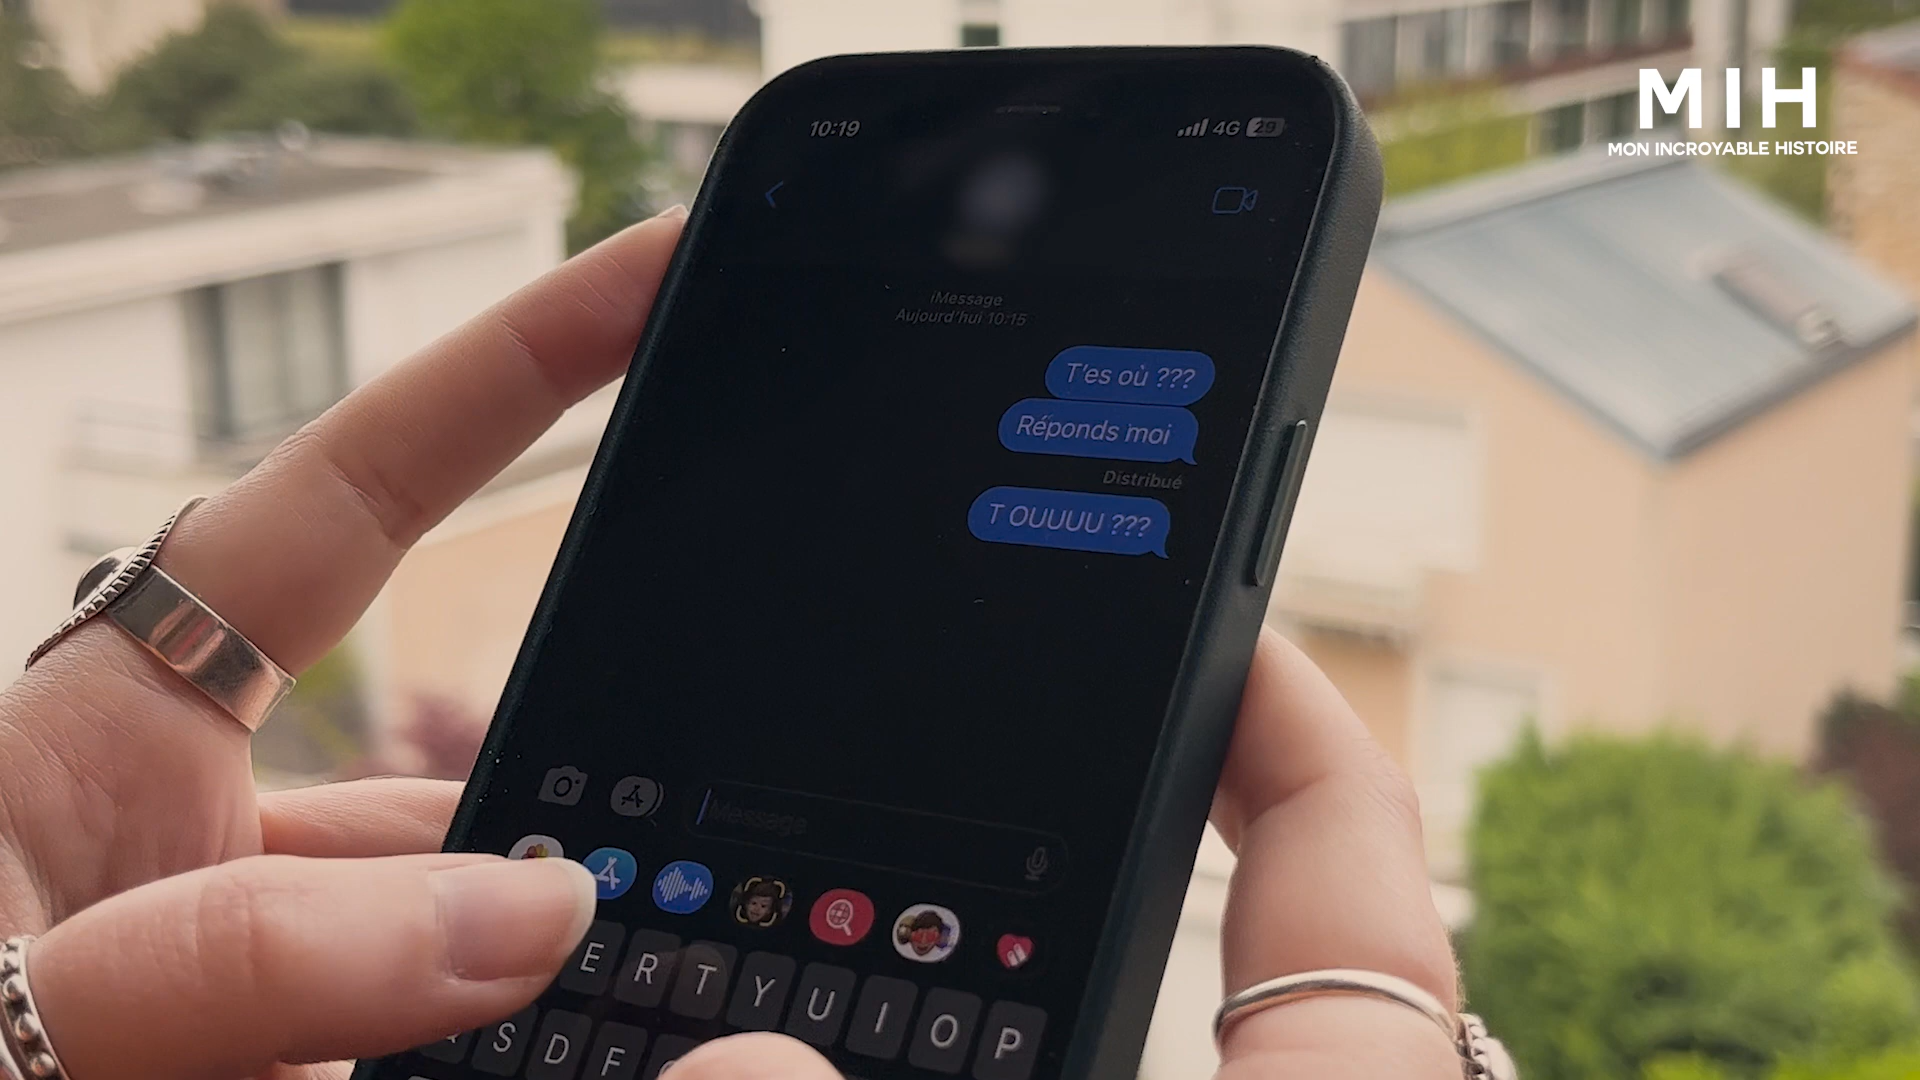 MIH
MON INCROYABLE HISTOIRE
10:19
4G 29
iMessage
Aujourd'hui 10:15
T'es où ???
Réponds moi
Distribué
T OUUUU ???
Message
E R T Y U I O P
S D F